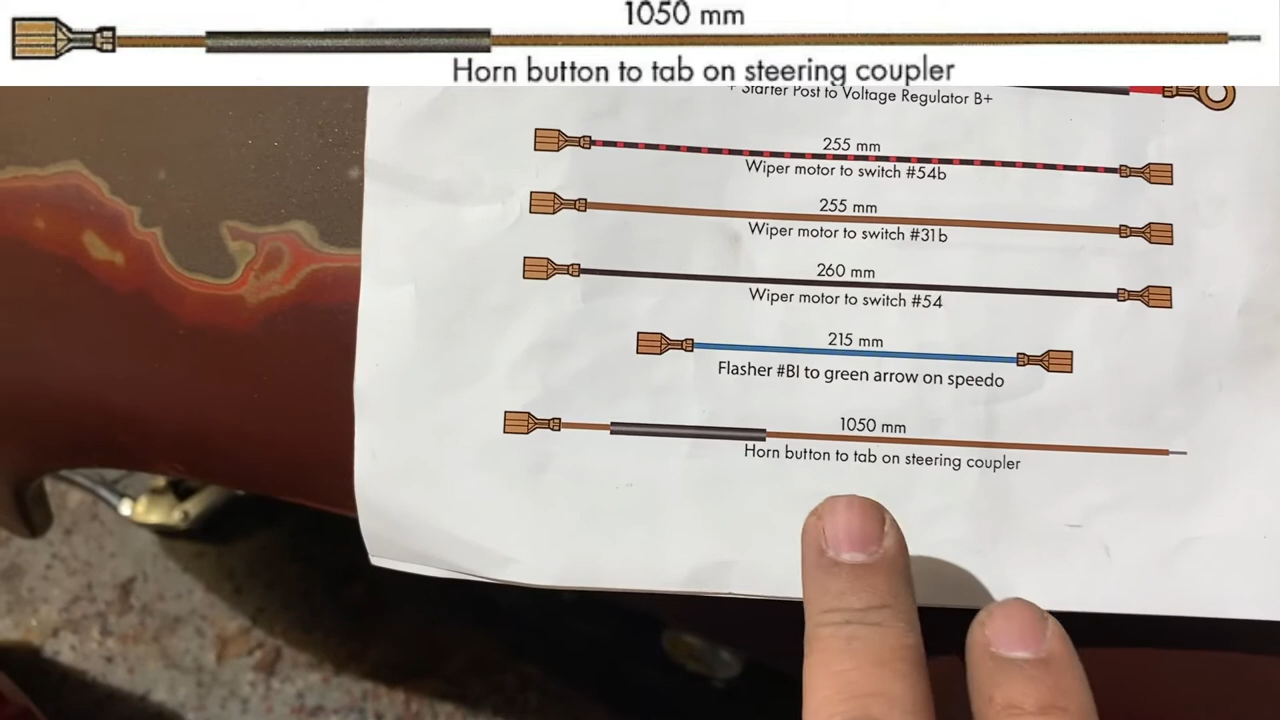 1050 mm
Horn button to tab on steering coupler
+ Starter Post to Voltage Regulator B+
255 mm
Wiper motor to switch #54b
255 mm
Wiper motor to switch #31b
260 mm
Wiper motor to switch #54
215 mm
Flasher #BI to green arrow on speedo
1050 mm
Horn button to tab on steering coupler